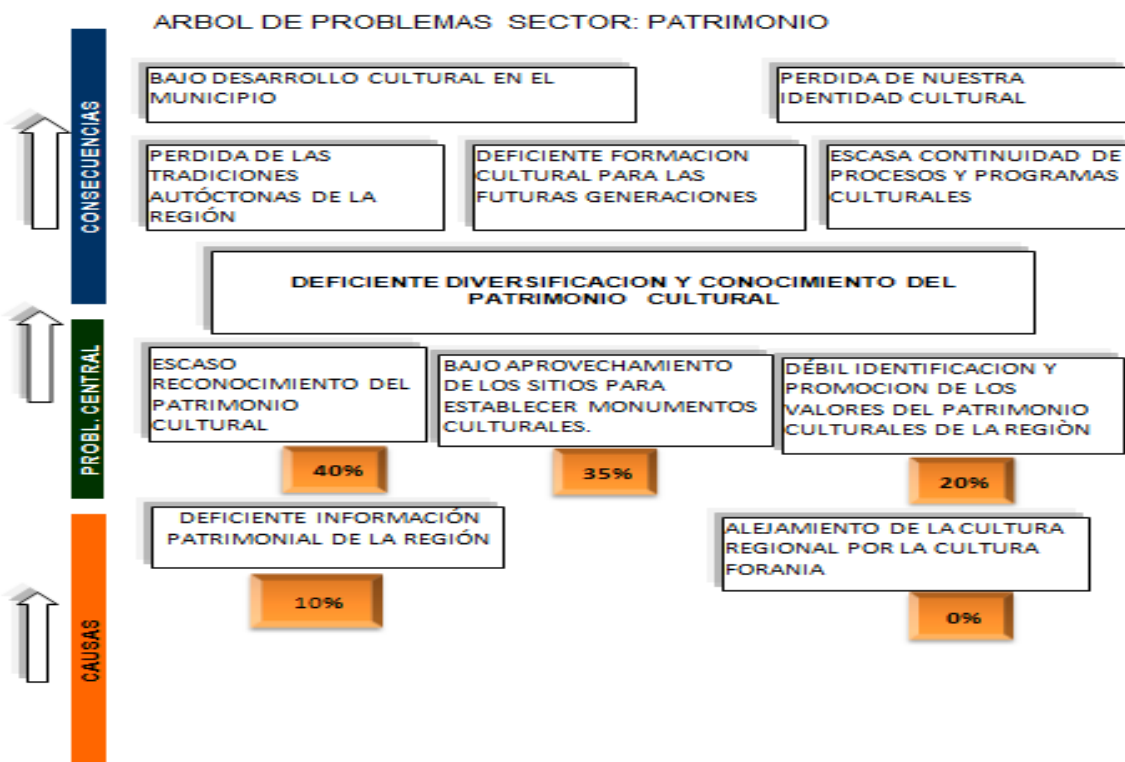 ARBOL DE PROBLEMAS SECTOR: PATRIMONIO
CONSECUENCIAS
BAJO DESARROLLO CULTURAL EN EL
MUNICIPIO
PERDIDA DE NUESTRA
IDENTIDAD CULTURAL
PERDIDA DE LAS
TRADICIONES
AUTÓCTONAS DE LA
REGIÓN
DEFICIENTE FORMACION
CULTURAL PARA LAS
FUTURAS GENERACIONES
ESCASA CONTINUIDAD DE
PROCESOS Y PROGRAMAS
CULTURALES
DEFICIENTE DIVERSIFICACION Y CONOCIMIENTO DEL
PATRIMONIO CULTURAL
PROBL. CENTRAL
ESCASO
RECONOCIMIENTO DEL
PATRIMONIO
CULTURAL
40%
BAJO APROVECHAMIENTO
DE LOS SITIOS PARA
ESTABLECER MONUMENTOS
CULTURALES.
35%
DÉBIL IDENTIFICACION Y
PROMOCION DE LOS
VALORES DEL PATRIMONIO
CULTURALES DE LA REGIÒN
20%
CAUSAS
DEFICIENTE INFORMACIÓN
PATRIMONIAL DE LA REGIÓN
10%
ALEJAMIENTO DE LA CULTURA
REGIONAL POR LA CULTURA
FORANIA
0%